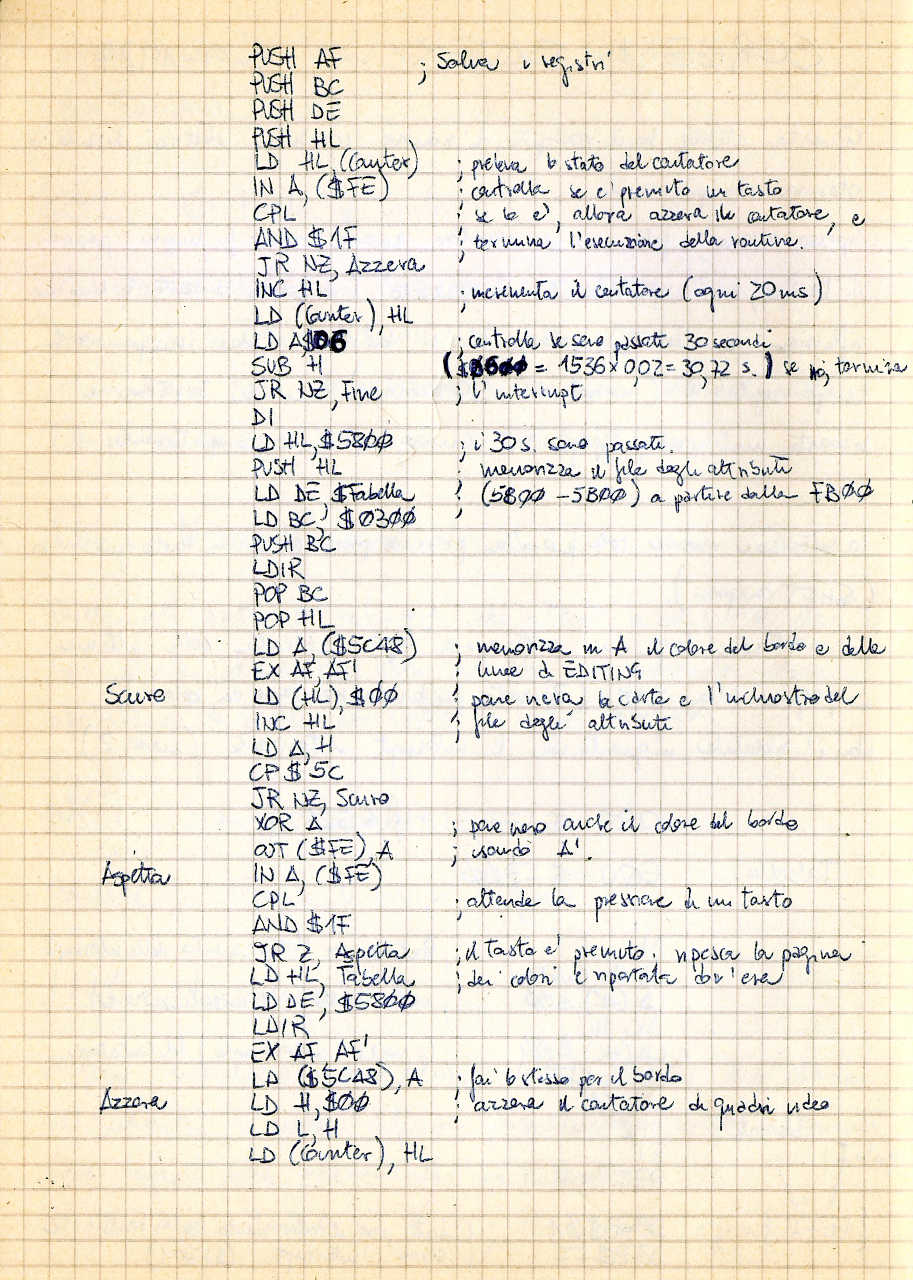 PUSH AF ; Salva i registri
PUSH BC
PUSH DE
PUSH HL
LD HL, (Counter) ; preleva lo stato del contatore
IN A, ($FE) ; controlla se e' premuto un tasto
CPL ; se lo e', allora azzera il contatore, e
AND $1F ; termina l'esecuzione della routine.
JR NZ, Azzera
INC HL ; incrementa il contatore (ogni 20ms)
LD (Counter), HL
LD A,$06 ; controlla se sono passati 30 secondi
SUB H ($0600 = 1536 x 0,02 = 30,72 s.) se no, termina
JR NZ, Fine ; l'interrupt
DI
LD HL, $5800 ; i 30 s. sono passati.
PUSH HL ; memorizza il file degli attributi
LD DE, $Tabella ; (5800 - 5B00) a partire dalla FB00
LD BC, $0300 ;
PUSH BC
LDIR
POP BC
POP HL
LD A, ($5C48) ; memorizza in A il colore del bordo e della
EX AF, AF' ; linee di EDITING
Scuro LD (HL), $00 ; pone nera la carta e l'inchiostro del
INC HL ; file degli attributi
LD A, H
CP $5C
JR NZ, Scuro
XOR A ; pone nero anche il colore del bordo
OUT ($FE), A ; usando A'.
Aspetta IN A, ($FE)
CPL ; attende la pressione di un tasto
AND $1F
JR Z, Aspetta ; il tasto e' premuto. ripesca la pagina
LD HL, Tabella ; dei colori e riportala dov'era
LD DE, $5800
LDIR
EX AF, AF'
LD ($5C48), A ; fai lo stesso per il bordo
Azzera LD H, $00 ; azzera il contatore di quadri video
LD L, H
LD (Counter), HL